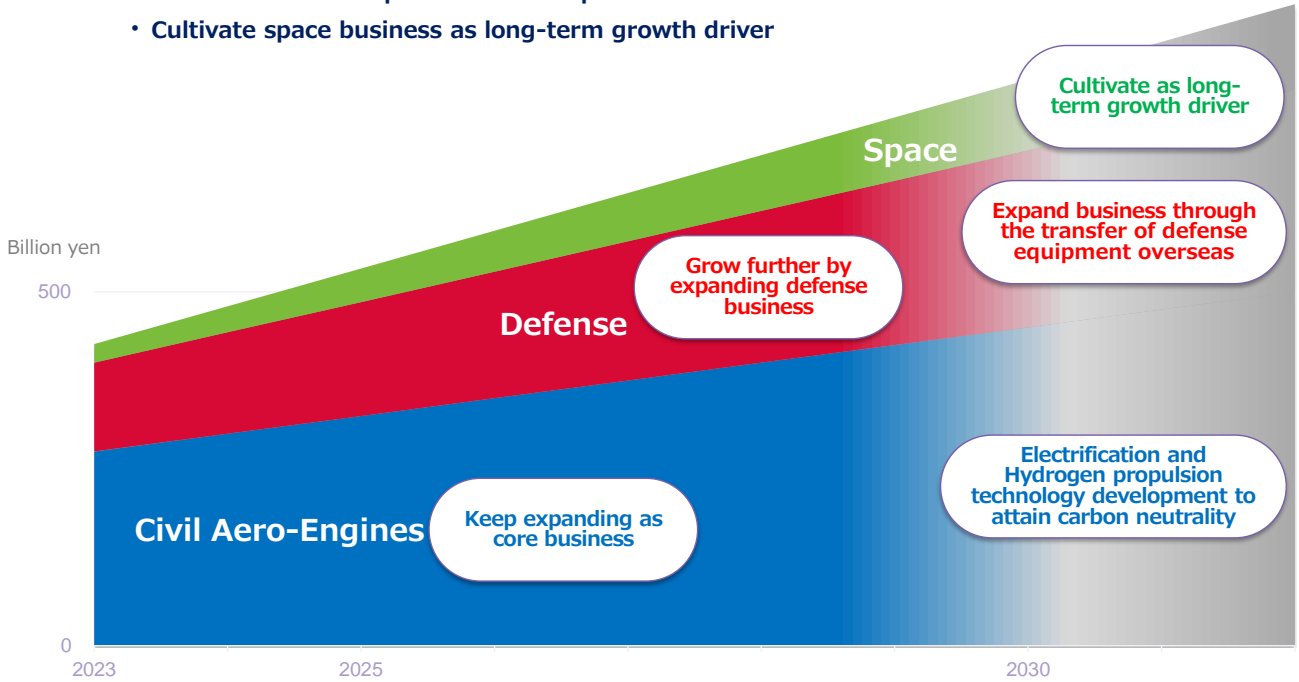 ・ Cultivate space business as long-term growth driver
Cultivate as long-
term growth driver
Space
Expand business through
the transfer of defense
equipment overseas
Billion yen
500
Grow further by
expanding defense
business
Defense
Electrification and
Hydrogen propulsion
technology development to
attain carbon neutrality
Civil Aero-Engines
Keep expanding as
core business
0
2023
2025
2030